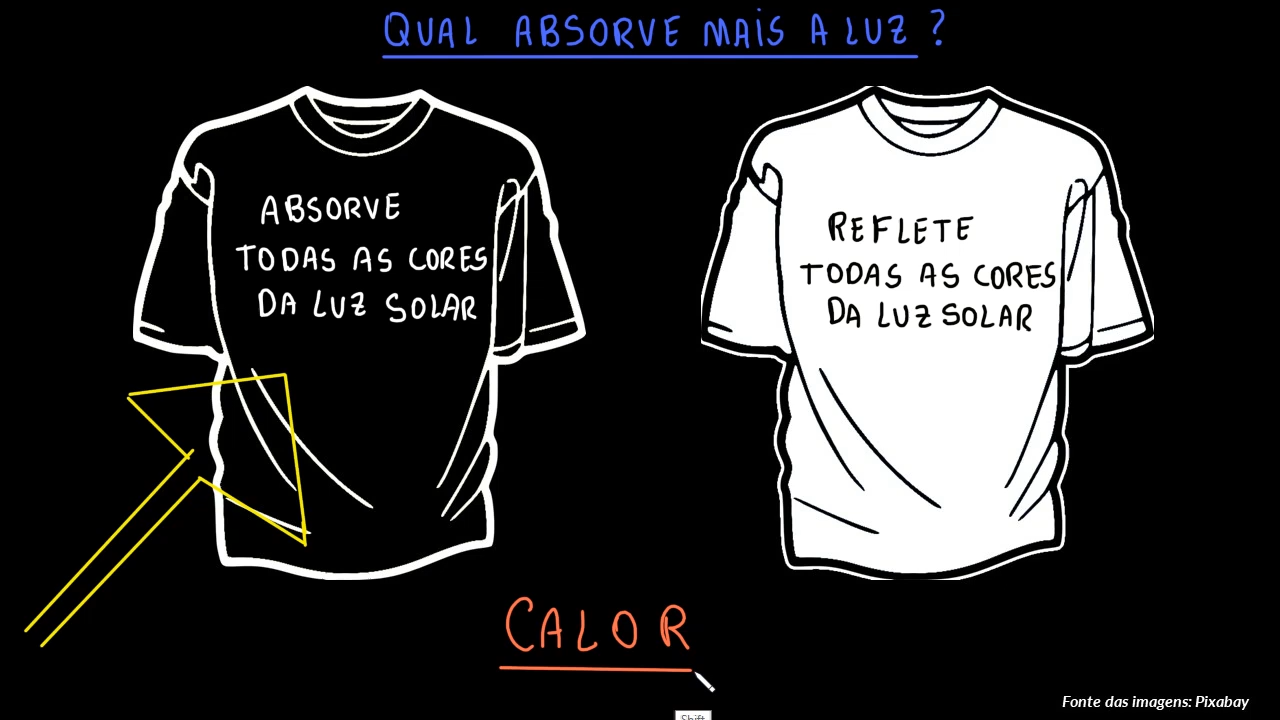 QUAL ABSORVE MAIS A LUZ?
ABSORVE
TODAS AS CORES
DA LUZ SOLAR
REFLETE
TODAS AS CORES
DA LUZ SOLAR
CALOR
Fonte das imagens: Pixabay